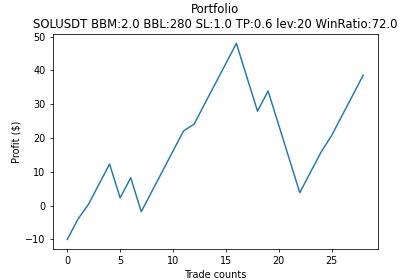 Portfolio
SOLUSDT BBM:2.0 BBL:280 SL:1.0 TP:0.6 lev:20 WinRatio:72.0
50
40
30
20
10
0
−10
Profit ($)
0 5 10 15 20 25
Trade counts